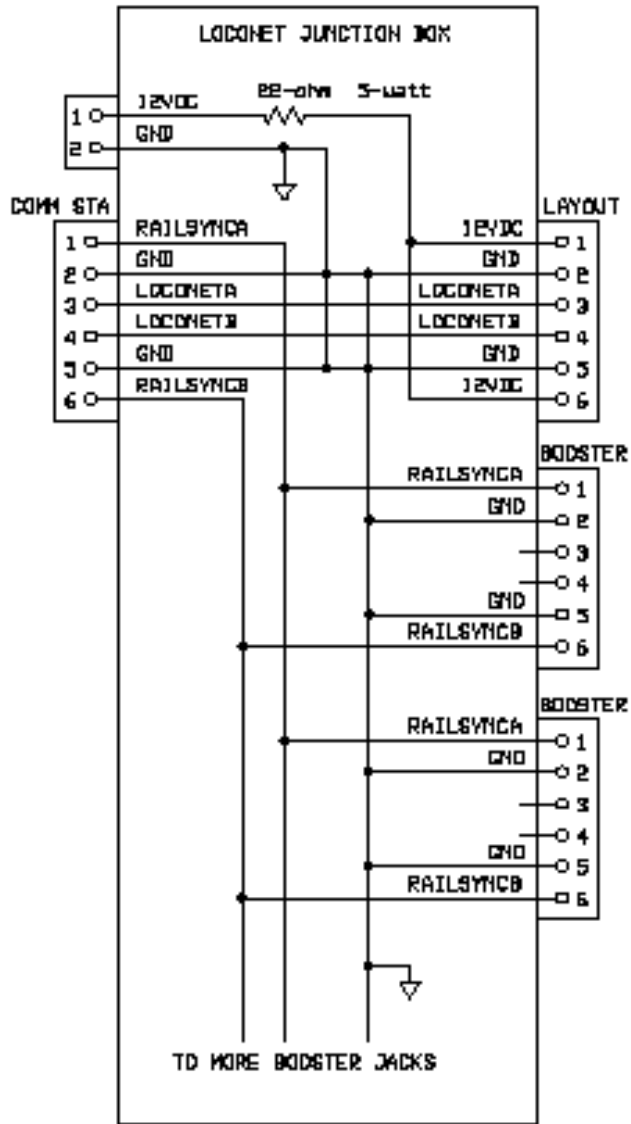 LOCONET JUNCTION BOX
12VDC 22-ohm 5-watt
1
GND
2
COMM STA LAYOUT
1 RAILSYNCA 12VDC 1
2 GND GND 2
3 LOCONETA LOCONETA 3
4 LOCONETB LOCONETB 4
5 GND GND 5
6 RAILSYNCB 12VDC 6
BOOSTER
RAILSYNCA 1
GND 2
3
4
GND 5
RAILSYNCB 6
BOOSTER
RAILSYNCA 1
GND 2
3
4
GND 5
RAILSYNCB 6
TO MORE BOOSTER JACKS